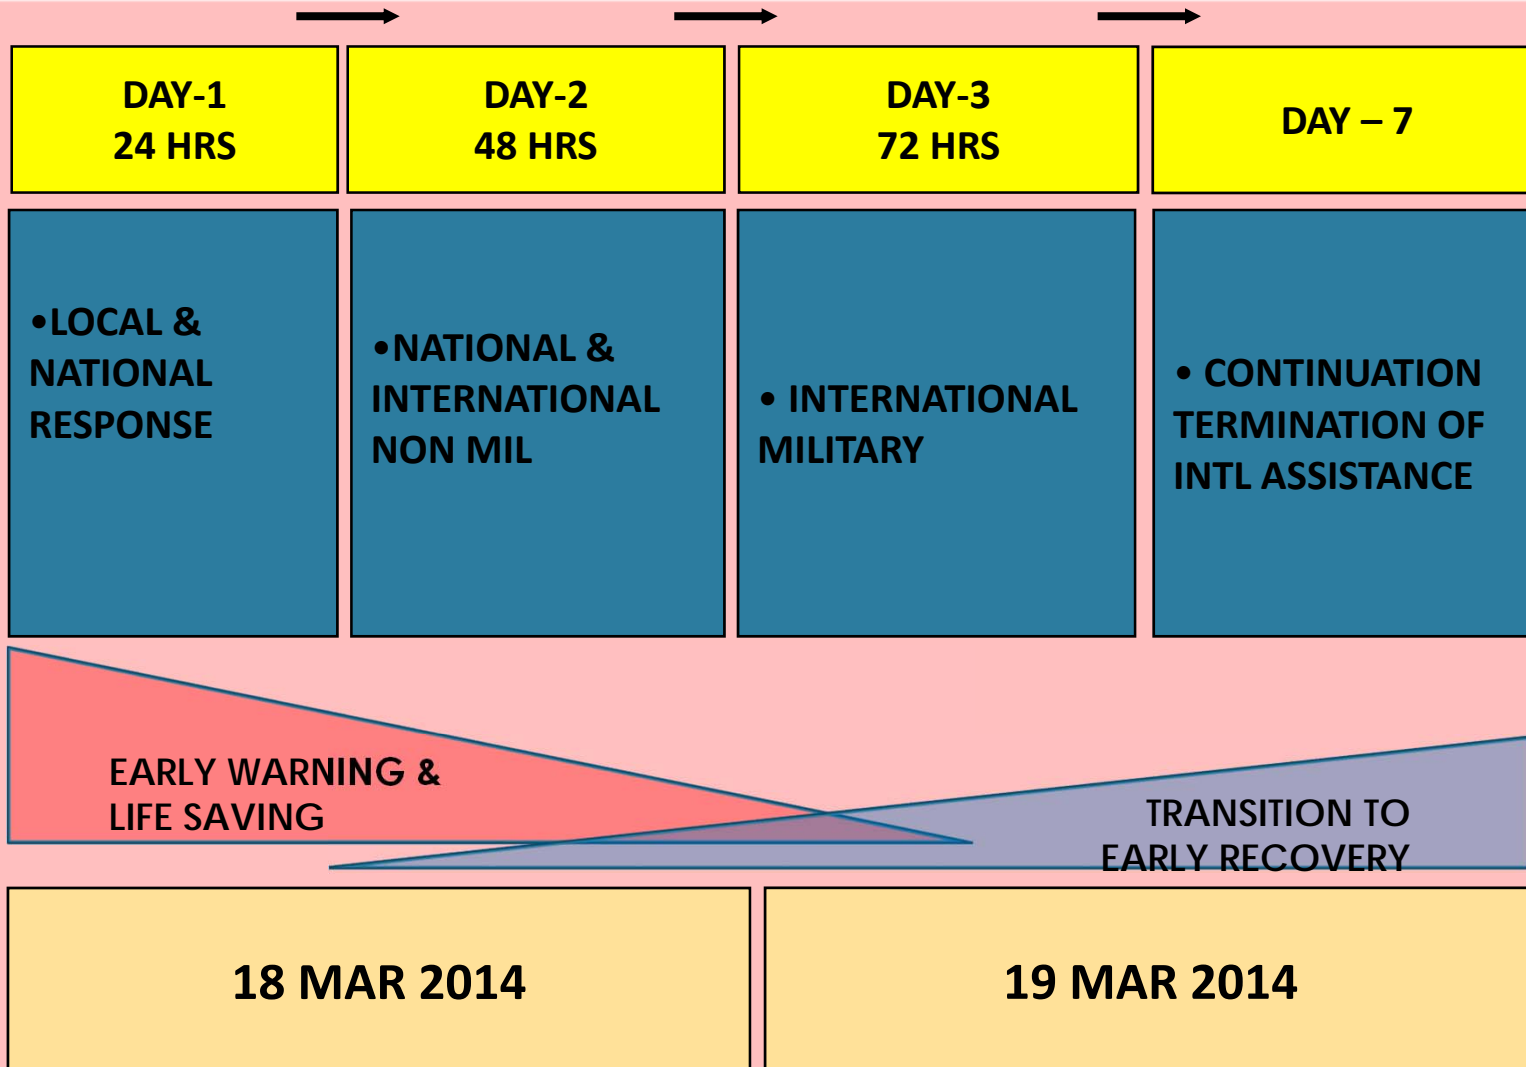 DAY-1
24 HRS
DAY-2
48 HRS
DAY-3
72 HRS
DAY – 7
•LOCAL &
NATIONAL
RESPONSE
•NATIONAL &
INTERNATIONAL
NON MIL
• INTERNATIONAL
MILITARY
• CONTINUATION
TERMINATION OF
INTL ASSISTANCE
EARLY WARNING &
LIFE SAVING
TRANSITION TO
EARLY RECOVERY
18 MAR 2014
19 MAR 2014